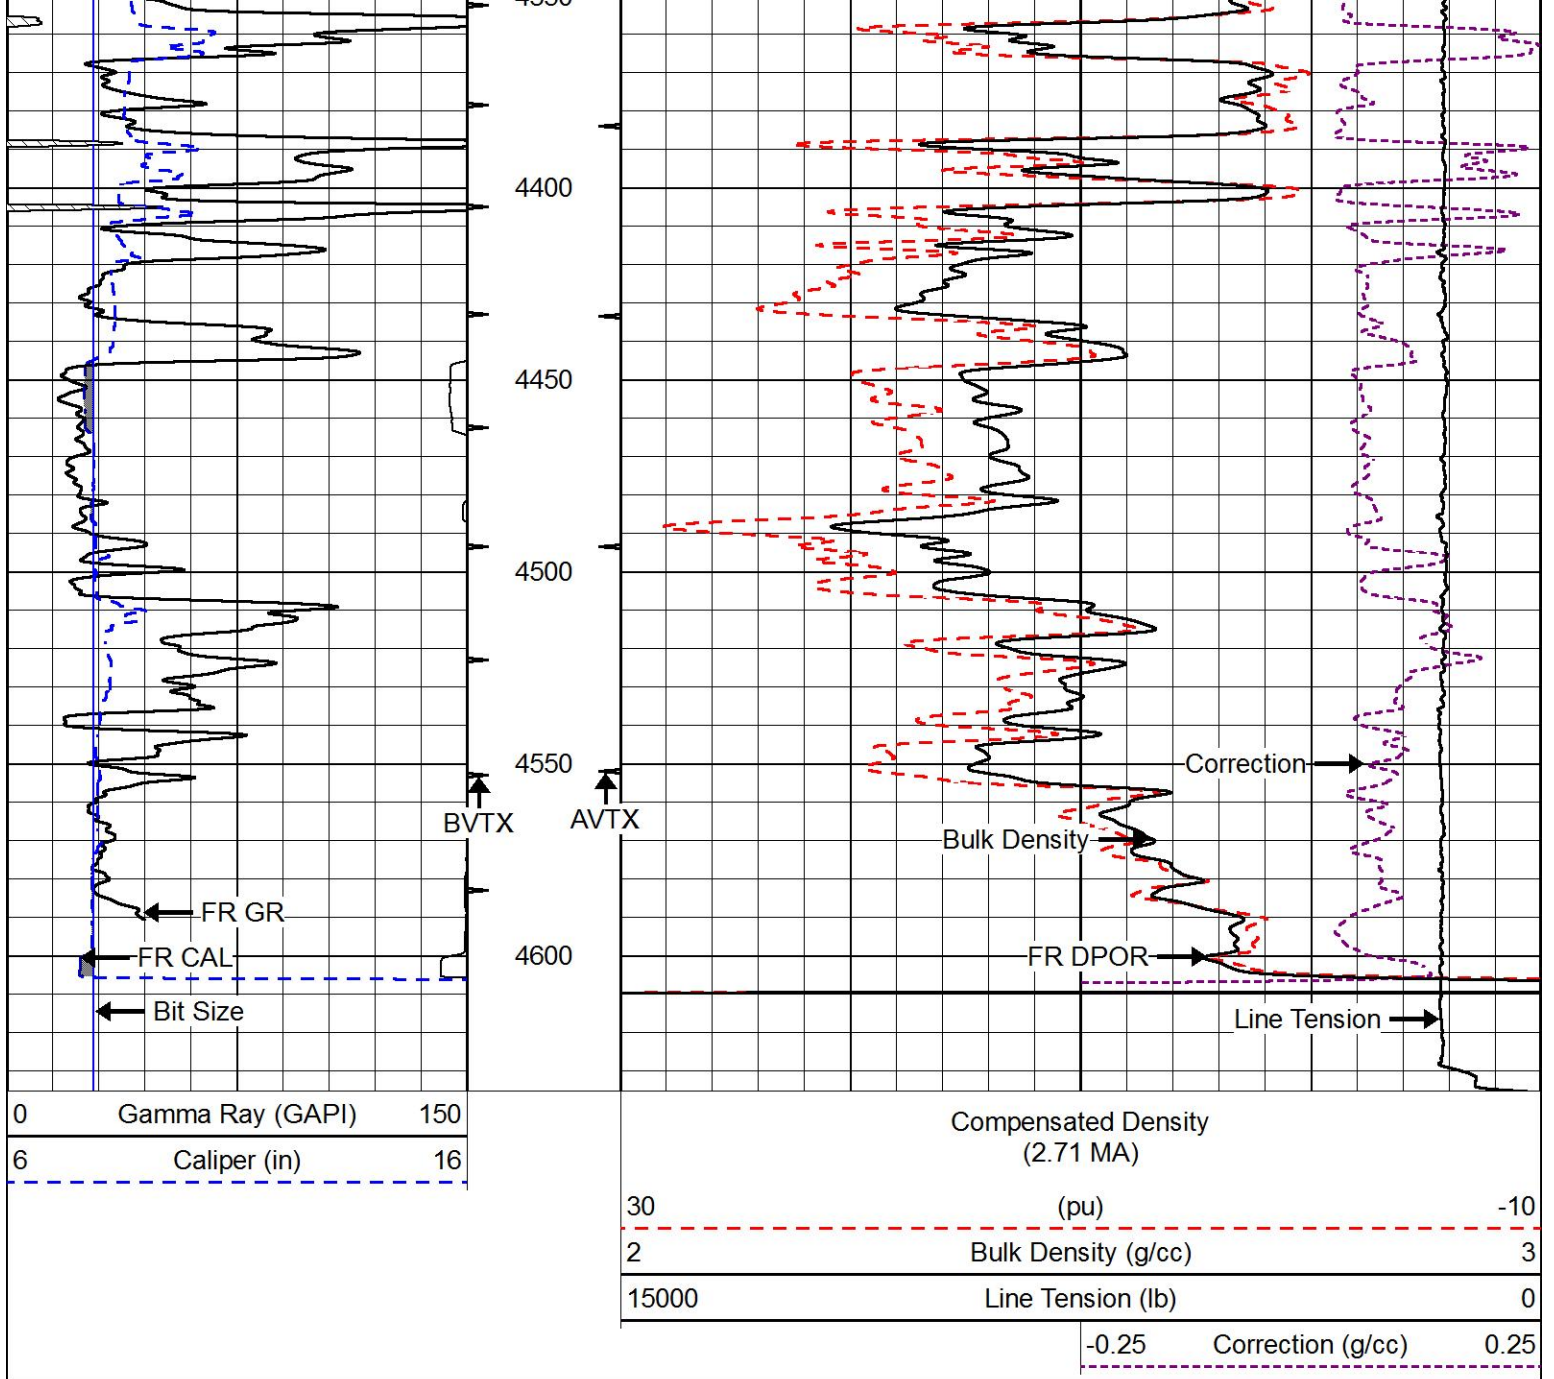 4400
4450
4500
4550
Correction
BVTX
AVTX
Bulk Density
FR GR
FR CAL
4600
FR DPOR
Bit Size
Line Tension
0 Gamma Ray (GAPI) 150
6 Caliper (in) 16
Compensated Density
(2.71 MA)
30 (pu) -10
2 Bulk Density (g/cc) 3
15000 Line Tension (lb) 0
-0.25 Correction (g/cc) 0.25